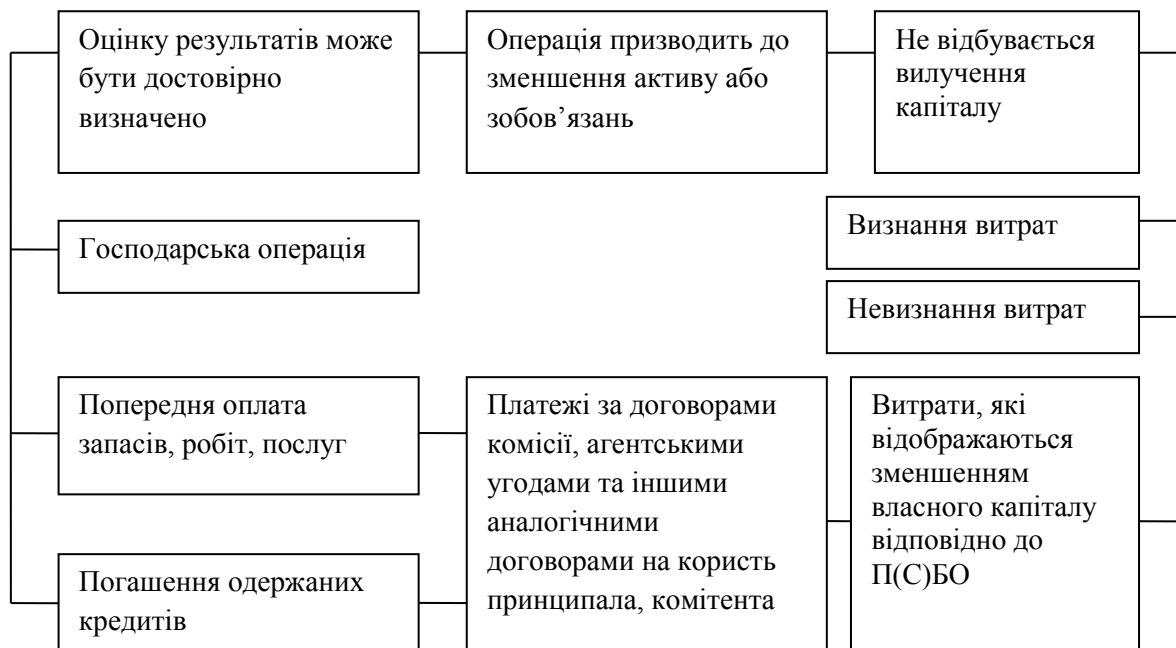 Оцінку результатів може
бути достовірно
визначено
Операція призводить до
зменшення активу або
зобов’язань
Не відбувається
вилучення
капіталу
Господарська операція
Визнання витрат
Невизнання витрат
Попередня оплата
запасів, робіт, послуг
Платежі за договорами
комісії, агентськими
угодами та іншими
аналогічними
договорами на користь
принципала, комітента
Витрати, які
відображаються
зменшенням
власного капіталу
відповідно до
П(С)БО
Погашення одержаних
кредитів